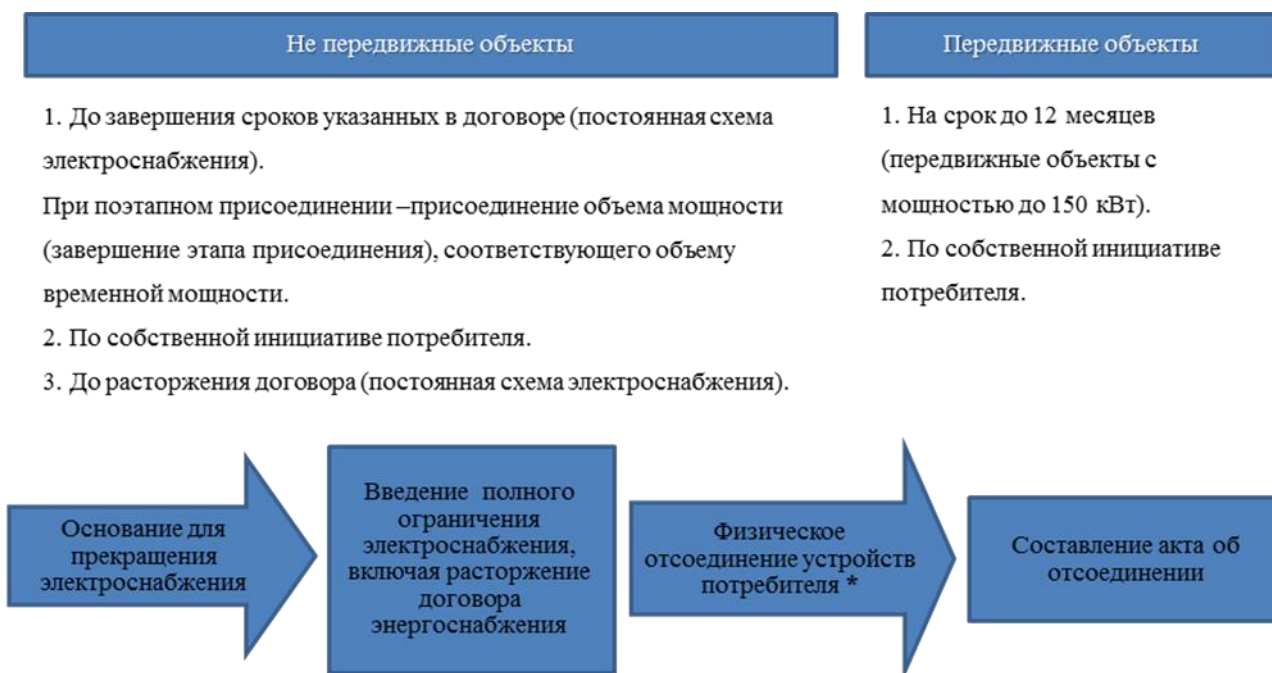 Не передвижные объекты
1. До завершения сроков указанных в договоре (постоянная схема
электроснабжения).
При поэтапном присоединении –присоединение объема мощности
(завершение этапа присоединения), соответствующего объему
временной мощности.
2. По собственной инициативе потребителя.
3. До расторжения договора (постоянная схема электроснабжения).
Передвижные объекты
1. На срок до 12 месяцев
(передвижные объекты с
мощностью до 150 кВт).
2. По собственной инициативе
потребителя.
Основание для
прекращения
электроснабжения
Введение полного
ограничения
электроснабжения,
включая расторжение
договора
энергоснабжения
Физическое
отсоединение устройств
потребителя *
Составление акта об
отсоединении